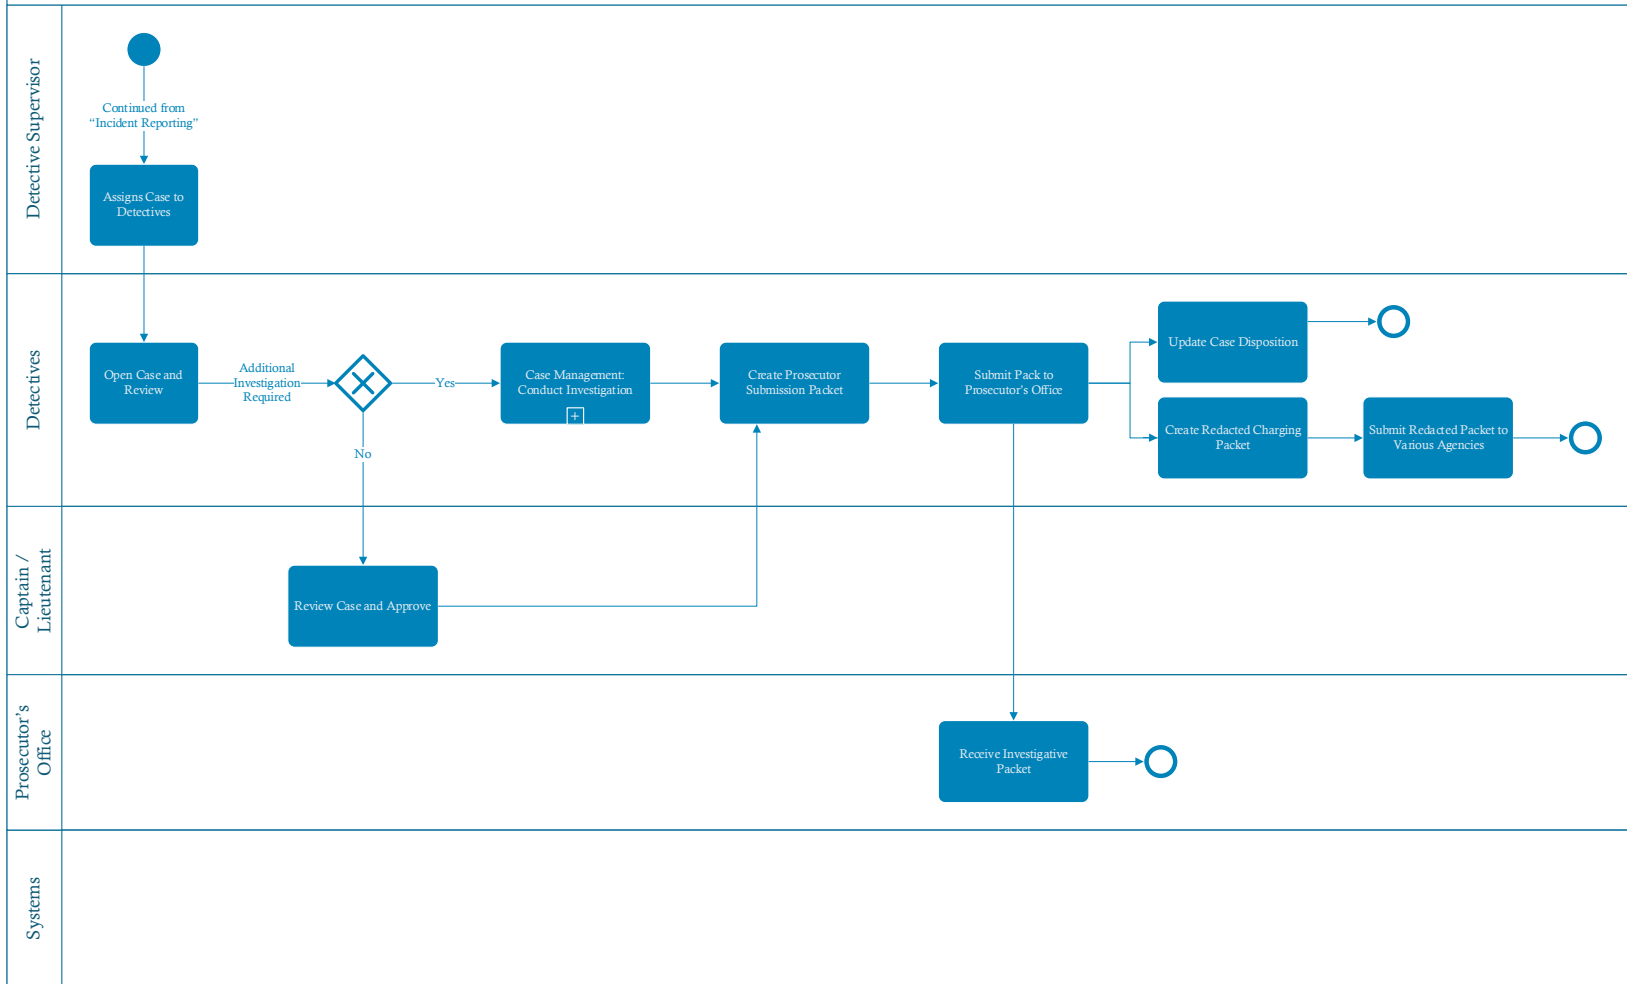 Detective Supervisor
Continued from
“Incident Reporting”
Assigns Case to
Detectives
Detectives
Open Case and
Review
Additional
Investigation
Required
Yes
No
Case Management:
Conduct Investigation
Create Prosecutor
Submission Packet
Submit Pack to
Prosecutor's Office
Update Case Disposition
Create Redacted Charging
Packet
Submit Redacted Packet to
Various Agencies
Captain /
Lieutenant
Review Case and Approve
Prosecutor's
Office
Receive Investigative
Packet
Systems